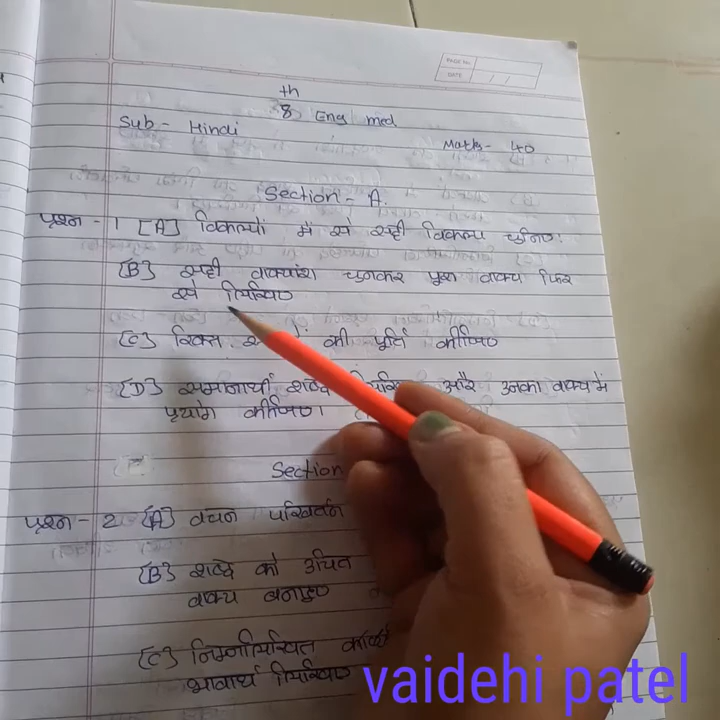 PAGE NO.
DATE
th
8 Eng med
Sub - Hindi
Marks - 40
Section - A.
प्रश्न - 1 [A] विकल्पों में से सही विकल्प चुनिए.
[B] सही वाक्यांश चुनकर पूरा वाक्य फिर
से लिखिए
[C] रिक्त की पूर्ति कीजिए
[D] समानार्थी शब्द और उनका वाक्य में
प्रयोग कीजिए।
Section
प्रश्न - 2 [A] वचन परिवर्तन
[B] शब्दो को उचित
वाक्य बनाइए
[C] निम्नलिखित
भावार्थ लिखिए
vaidehi patel